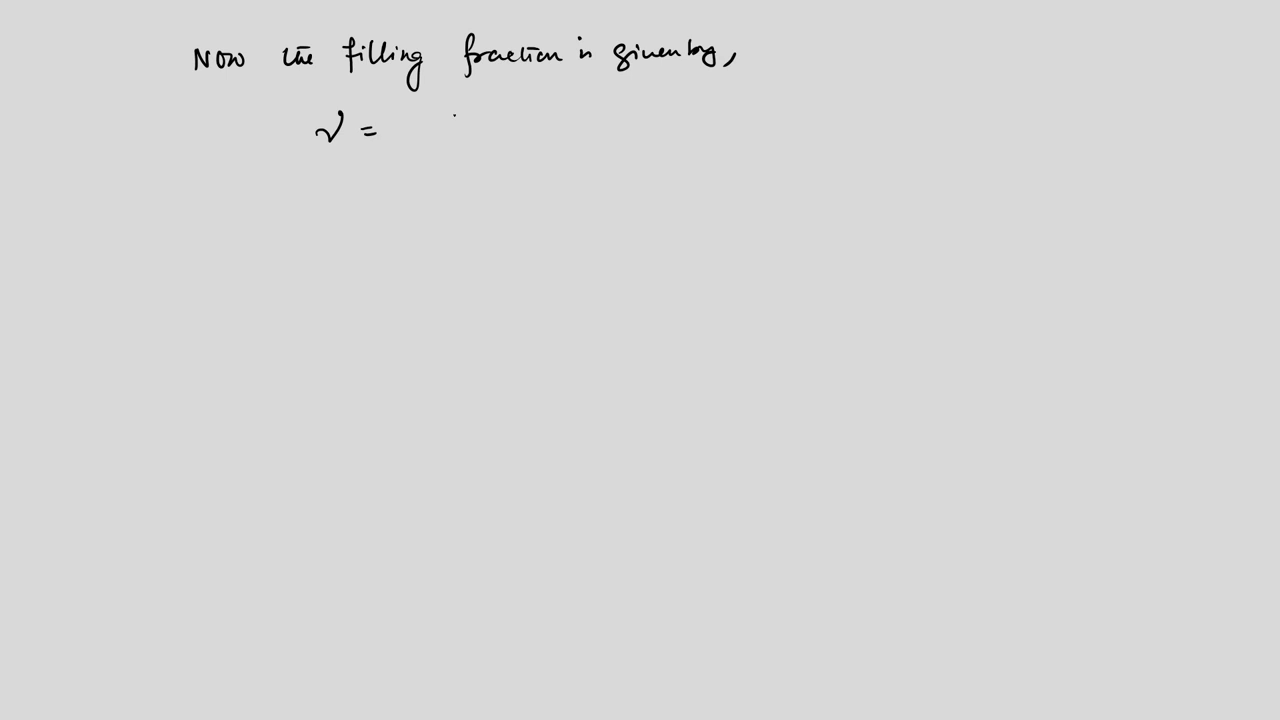 Now the filling fraction is given by,
ν =